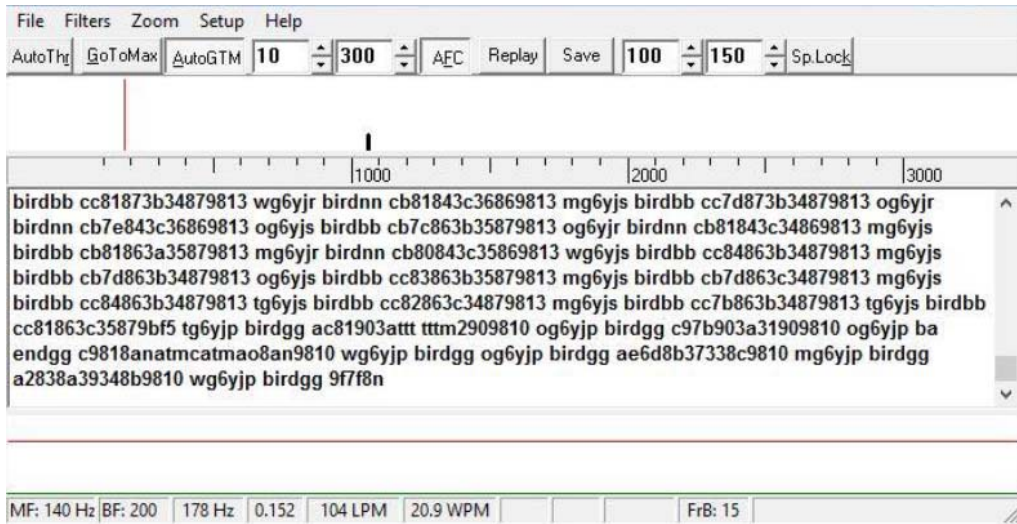 File Filters Zoom Setup Help
AutoThr GoToMax AutoGTM 10 300 AFC Replay Save 100 150 Sp.Lock
1000 2000 3000
birdbb cc81873b34879813 wg6yjr birdnn cb81843c36869813 mg6yjs birdbb cc7d873b34879813 og6yjr
birdnn cb7e843c36869813 og6yjs birdbb cb7c863b35879813 og6yjr birdnn cb81843c34869813 mg6yjs
birdbb cb81863a35879813 mg6yjr birdnn cb80843c35869813 wg6yjs birdbb cc84863b34879813 mg6yjs
birdbb cb7d863b34879813 og6yjs birdbb cc83863b35879813 mg6yjs birdbb cb7d863c34879813 mg6yjs
birdbb cc84863b34879813 tg6yjs birdbb cc82863c34879813 mg6yjs birdbb cc7b863b34879813 tg6yjs birdbb
cc81863c35879bf5 tg6yjp birdgg ac81903attt tttm2909810 og6yjp birdgg c97b903a31909810 og6yjp ba
endgg c9818anatmcatmao8an9810 wg6yjp birdgg og6yjp birdgg ae6d8b37338c9810 mg6yjp birdgg
a2838a39348b9810 wg6yjp birdgg 9f7f8n
MF: 140 Hz BF: 200 178 Hz 0.152 104 LPM 20.9 WPM FrB: 15